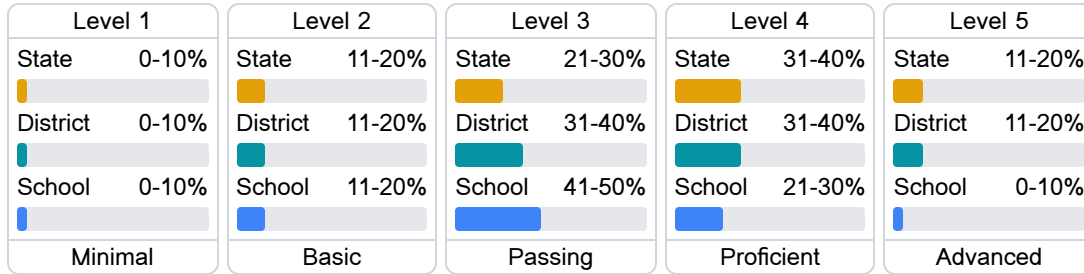 Level 1
State 0-10%
District 0-10%
School 0-10%
Minimal
Level 2
State 11-20%
District 11-20%
School 11-20%
Basic
Level 3
State 21-30%
District 31-40%
School 41-50%
Passing
Level 4
State 31-40%
District 31-40%
School 21-30%
Proficient
Level 5
State 11-20%
District 11-20%
School 0-10%
Advanced